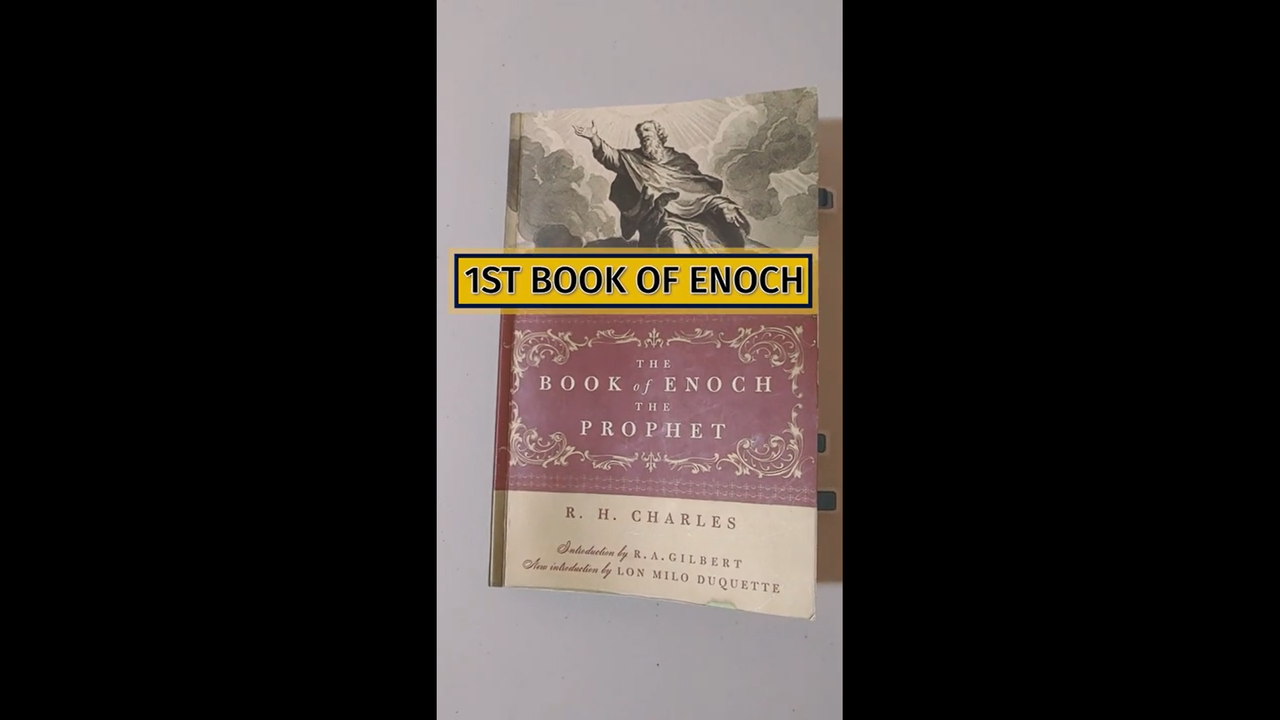 1ST BOOK OF ENOCH
THE
BOOK of ENOCH
THE
PROPHET
R. H. CHARLES
Introduction by R. A. GILBERT
New introduction by LON MILO DUQUETTE